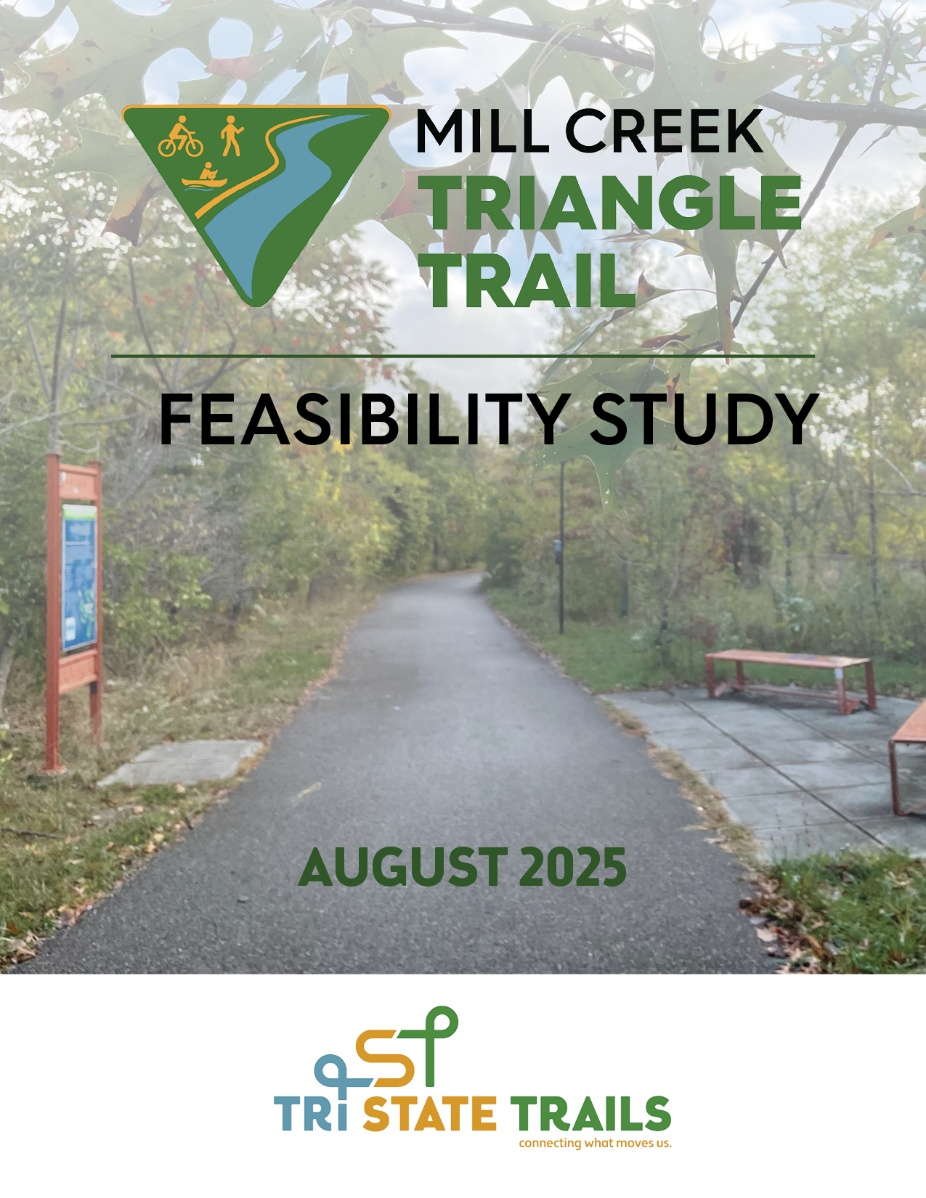 MILL CREEK
TRIANGLE
TRAIL
FEASIBILITY STUDY
AUGUST 2025
TRi STATE TRAILS
connecting what moves us.